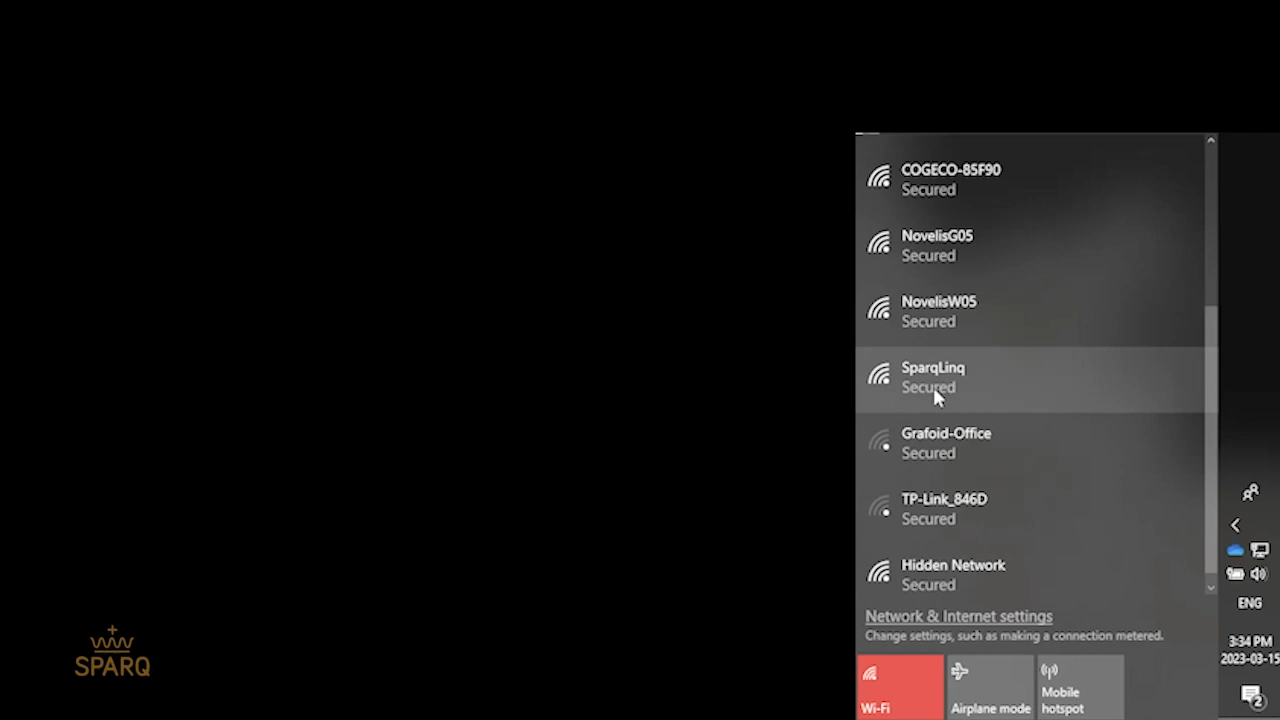 COGECO-85F90
Secured
NovelisG05
Secured
NovelisW05
Secured
SparqLinq
Secured
Grafoid-Office
Secured
TP-Link_846D
Secured
Hidden Network
Secured
Network & Internet settings
Change settings, such as making a connection metered.
Wi-Fi
Airplane mode
Mobile
hotspot
ENG
3:34 PM
2023-03-15
2
SPARQ